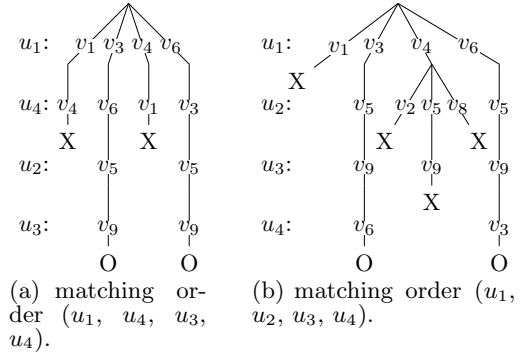 u1: v1 v3 v4 v6
u4: v4 v6 v1 v3
X X
u2: v5 v5
u3: v9 v9
O O
(a) matching or-
der (u1, u4, u3,
u4).
u1: v1 v3 v4 v6
X
u2: v5 v2 v5 v8 v5
X X
u3: v9 v9 v9
X
u4: v6 v3
O O
(b) matching order (u1,
u2, u3, u4).